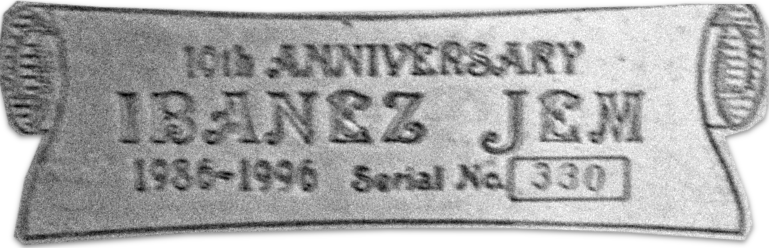 10th ANNIVERSARY
IBANEZ JEM
1986-1996 Serial No. 330